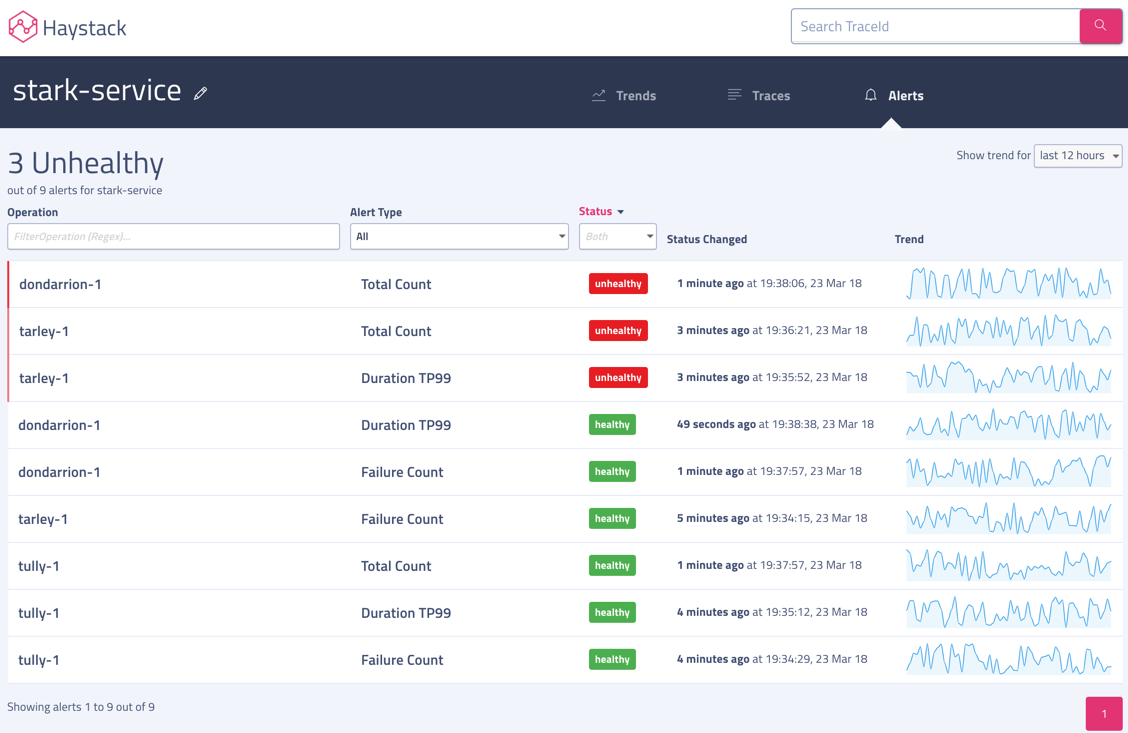 Haystack
Search TraceId
stark-service
Trends
Traces
Alerts
3 Unhealthy
out of 9 alerts for stark-service
Show trend for last 12 hours
Operation
Alert Type
Status
FilterOperation (Regex)...
All
Both
Status Changed
Trend
dondarrion-1 Total Count unhealthy 1 minute ago at 19:38:06, 23 Mar 18
tarley-1 Total Count unhealthy 3 minutes ago at 19:36:21, 23 Mar 18
tarley-1 Duration TP99 unhealthy 3 minutes ago at 19:35:52, 23 Mar 18
dondarrion-1 Duration TP99 healthy 49 seconds ago at 19:38:38, 23 Mar 18
dondarrion-1 Failure Count healthy 1 minute ago at 19:37:57, 23 Mar 18
tarley-1 Failure Count healthy 5 minutes ago at 19:34:15, 23 Mar 18
tully-1 Total Count healthy 1 minute ago at 19:37:57, 23 Mar 18
tully-1 Duration TP99 healthy 4 minutes ago at 19:35:12, 23 Mar 18
tully-1 Failure Count healthy 4 minutes ago at 19:34:29, 23 Mar 18
Showing alerts 1 to 9 out of 9
1